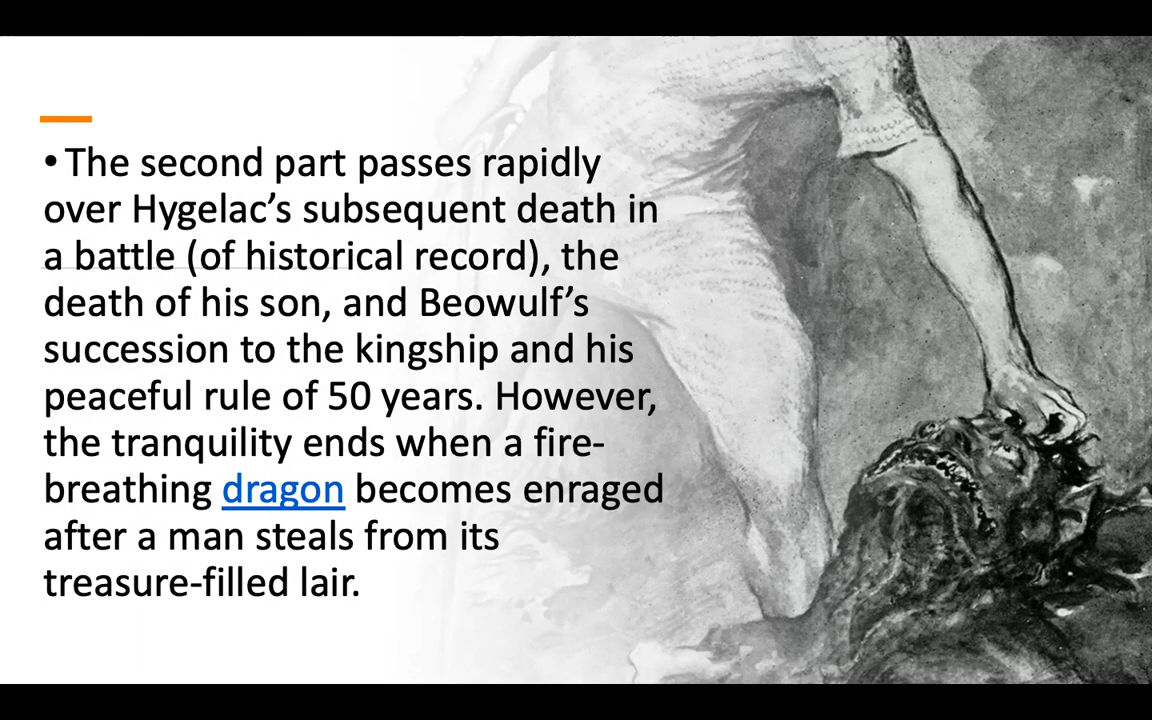 • The second part passes rapidly
over Hygelac’s subsequent death in
a battle (of historical record), the
death of his son, and Beowulf’s
succession to the kingship and his
peaceful rule of 50 years. However,
the tranquility ends when a fire-
breathing dragon becomes enraged
after a man steals from its
treasure-filled lair.